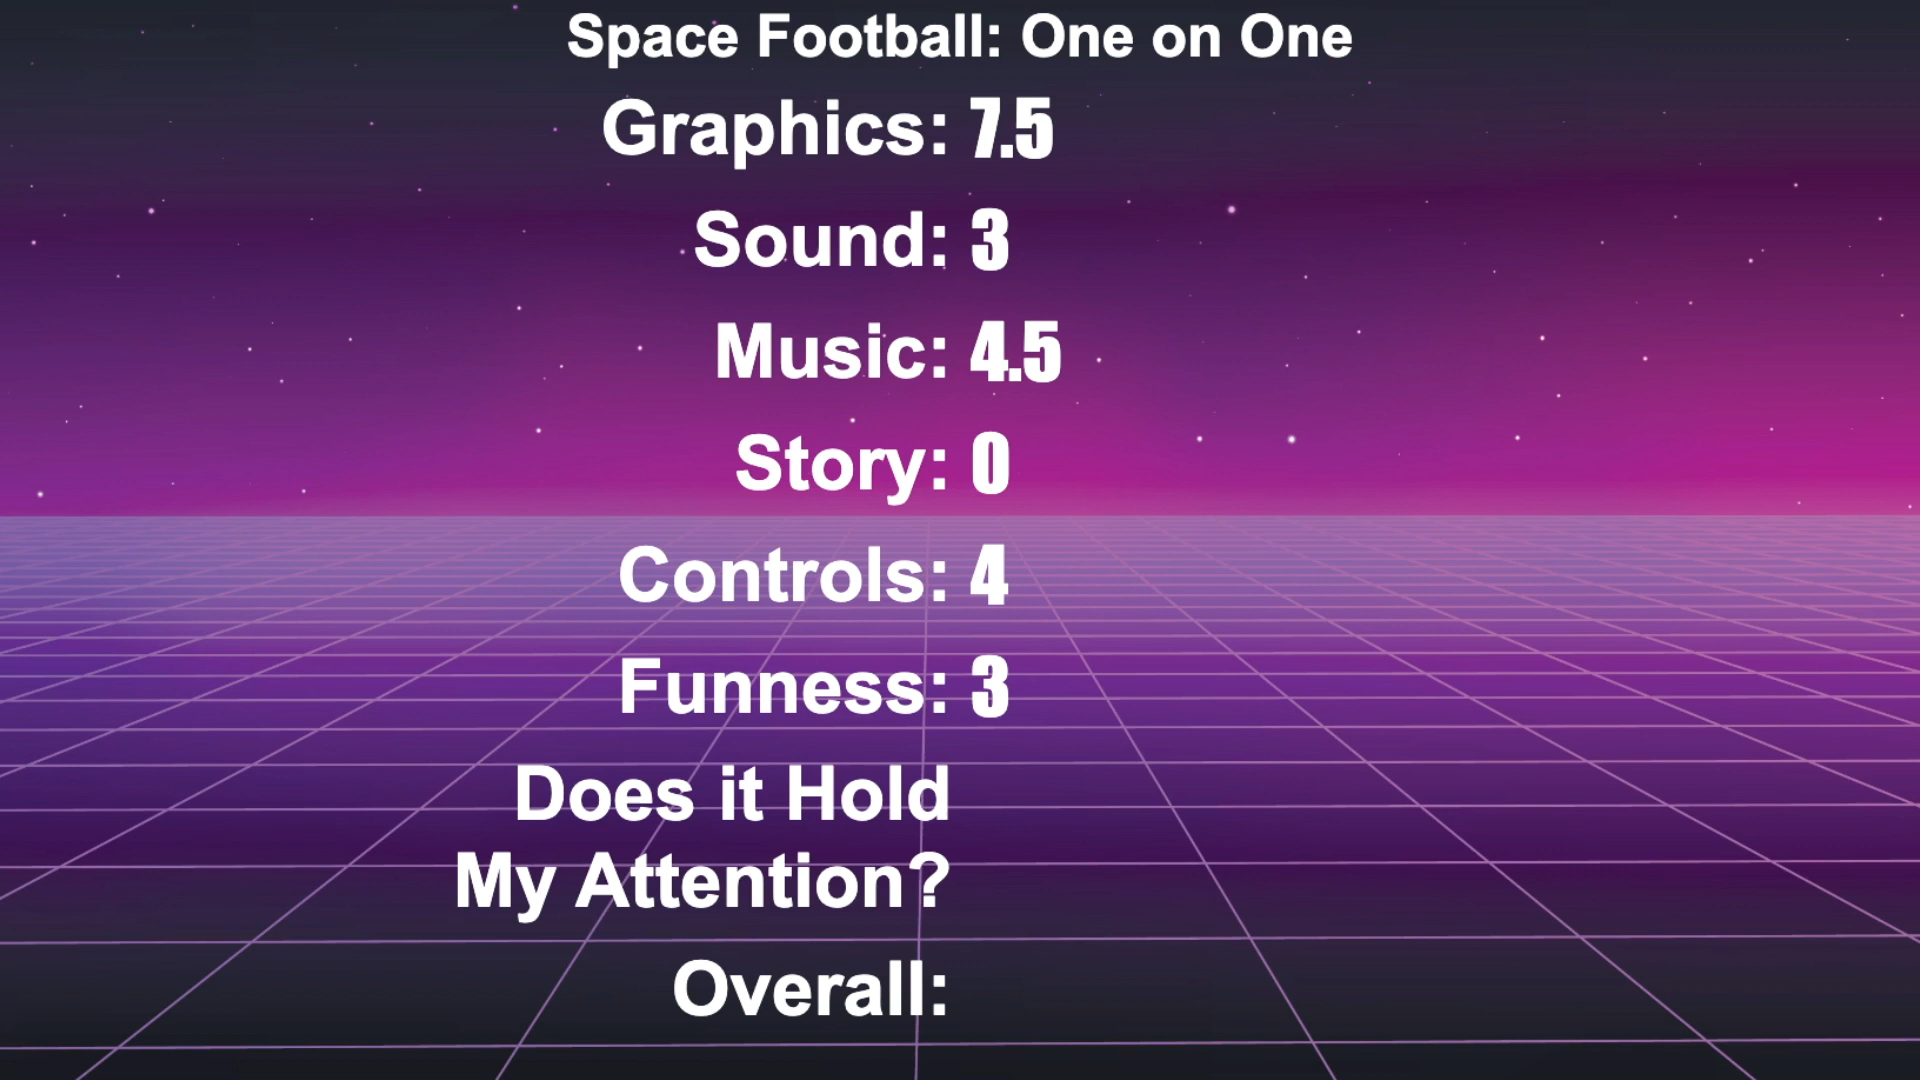 Space Football: One on One
Graphics: 7.5
Sound: 3
Music: 4.5
Story: 0
Controls: 4
Funness: 3
Does it Hold
My Attention?
Overall: